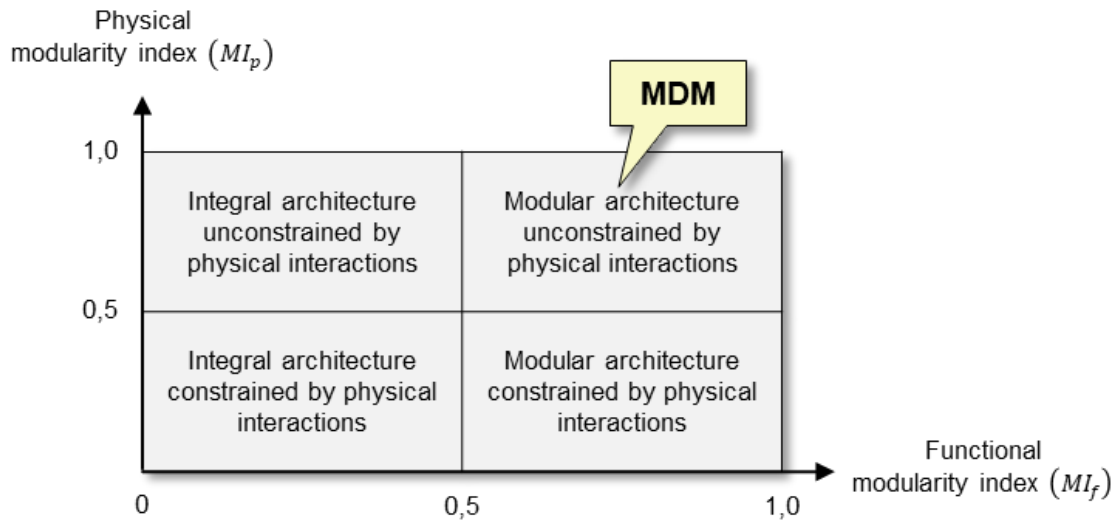 Physical
modularity index (MI_p)
MDM
1,0
Integral architecture
unconstrained by
physical interactions
Modular architecture
unconstrained by
physical interactions
0,5
Integral architecture
constrained by physical
interactions
Modular architecture
constrained by physical
interactions
Functional
modularity index (MI_f)
0
0,5
1,0